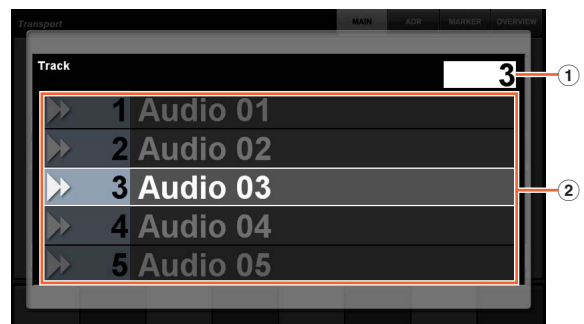 Transport MAIN ADR MARKER OVERVIEW
Track 3 1
1 Audio 01
2 Audio 02
3 Audio 03 2
4 Audio 04
5 Audio 05